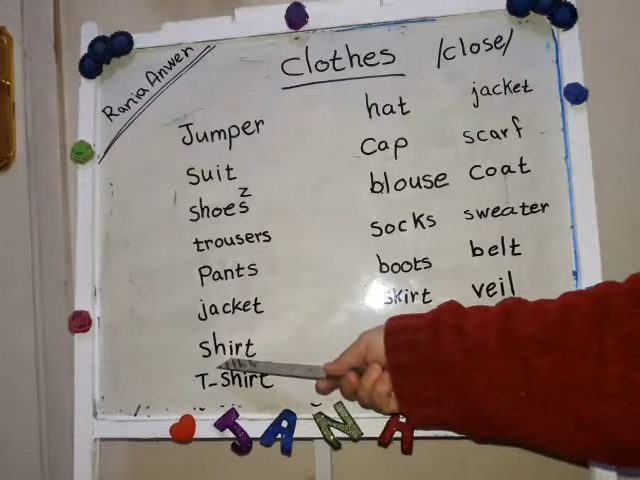 Rania Anwer
Clothes /close/
Jumper
suit
z
shoes
trousers
Pants
jacket
shirt
T-shirt
hat
cap
blouse
socks
boots
skirt
jacket
scarf
coat
sweater
belt
veil
JANA